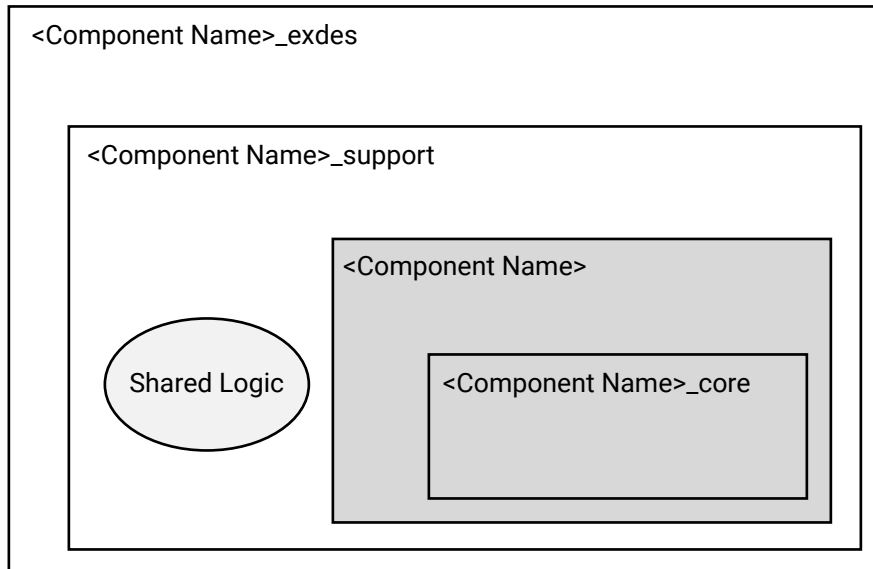 <Component Name>_exdes
<Component Name>_support
<Component Name>
Shared Logic
<Component Name>_core